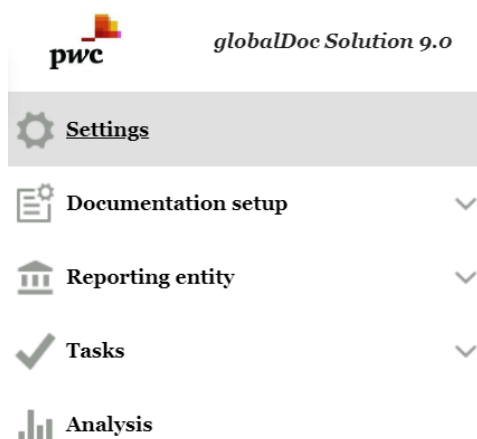 pwc
globalDoc Solution 9.0
Settings
Documentation setup
Reporting entity
Tasks
Analysis